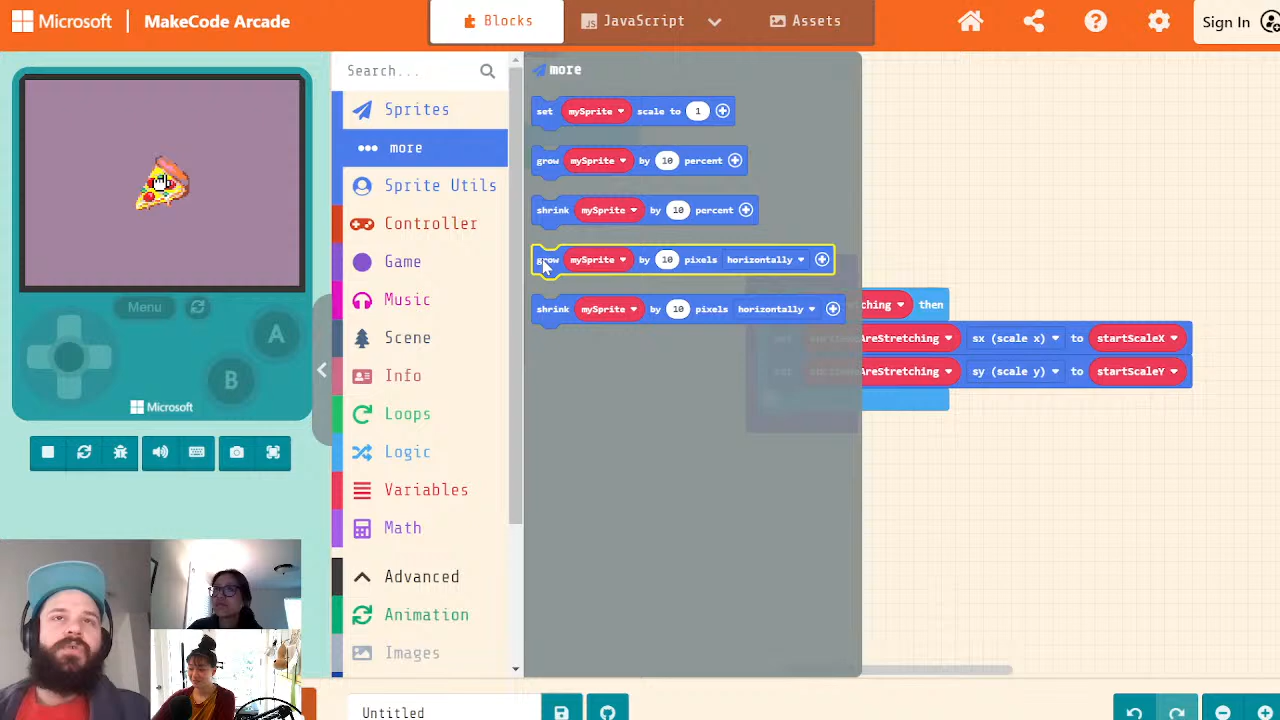 Microsoft | MakeCode Arcade
Blocks
JavaScript
Assets
Sign In
Menu
A
B
Microsoft
Search...
Sprites
more
Sprite Utils
Controller
Game
Music
Scene
Info
Loops
Logic
Variables
Math
Advanced
Animation
Images
more
set mySprite scale to 1
grow mySprite by 10 percent
shrink mySprite by 10 percent
grow mySprite by 10 pixels horizontally
shrink mySprite by 10 pixels horizontally
then
AreStretching sx (scale x) to startScaleX
AreStretching sy (scale y) to startScaleY
Untitled